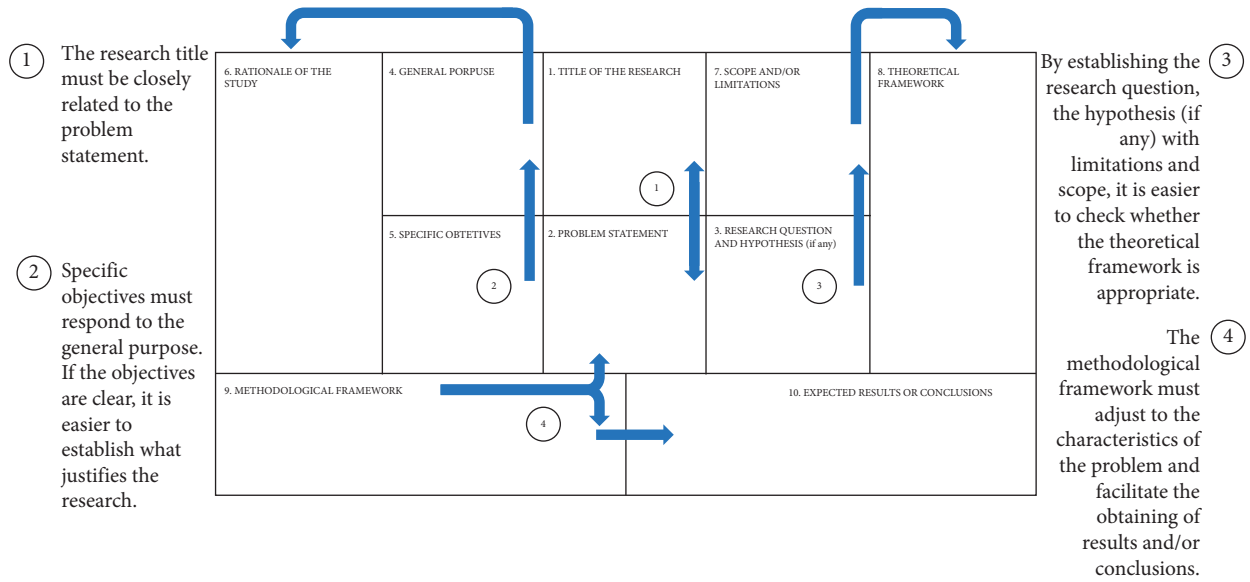 1
The research title
must be closely
related to the
problem
statement.
2
Specific
objectives must
respond to the
general purpose.
If the objectives
are clear, it is
easier to
establish what
justifies the
research.
6. RATIONALE OF THE
STUDY
4. GENERAL PORPUSE
1. TITLE OF THE RESEARCH
7. SCOPE AND/OR
LIMITATIONS
8. THEORETICAL
FRAMEWORK
1
5. SPECIFIC OBTETIVES
2. PROBLEM STATEMENT
3. RESEARCH QUESTION
AND HYPOTHESIS (if any)
2
3
9. METHODOLOGICAL FRAMEWORK
10. EXPECTED RESULTS OR CONCLUSIONS
4
3
By establishing the
research question,
the hypothesis (if
any) with
limitations and
scope, it is easier
to check whether
the theoretical
framework is
appropriate.
4
The
methodological
framework must
adjust to the
characteristics of
the problem and
facilitate the
obtaining of
results and/or
conclusions.